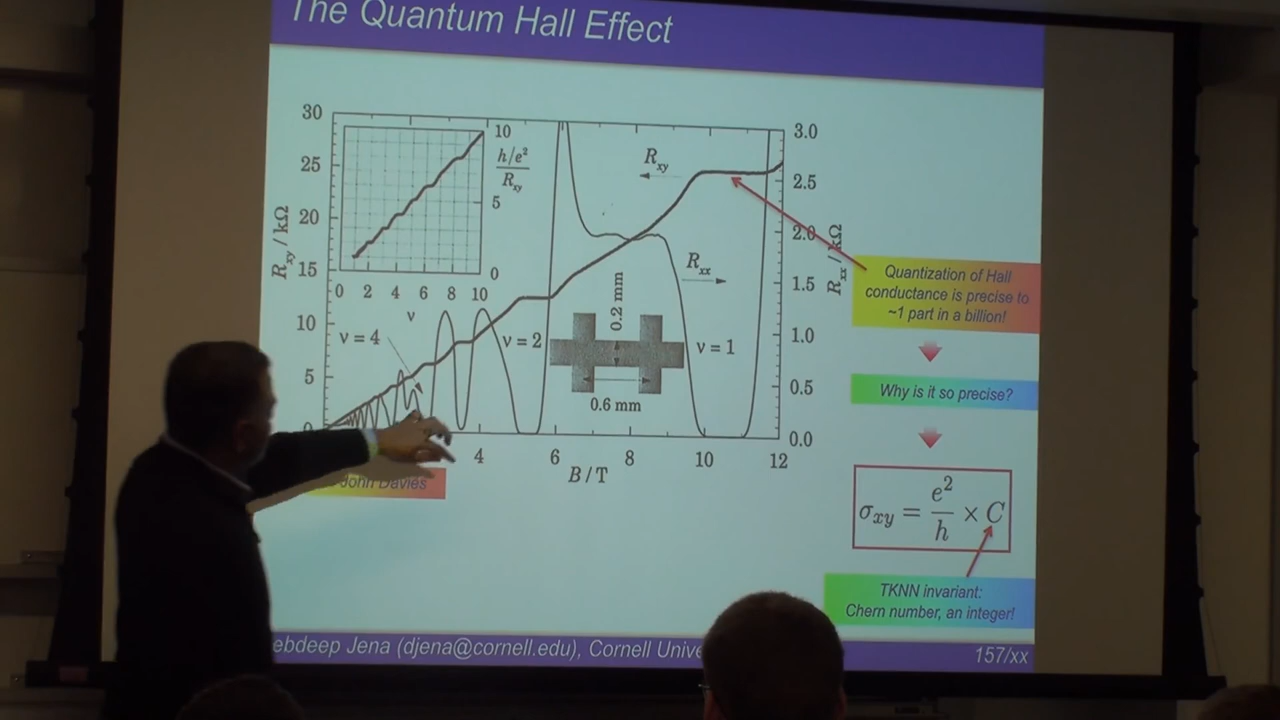 The Quantum Hall Effect
30
25
20
15
10
5
0
R_xy / kΩ
10
5
0
h/e²
R_xy
0 2 4 6 8 10
ν
R_xy
R_xx
3.0
2.5
2.0
1.5
1.0
0.5
0.0
R_xx / kΩ
ν = 4
ν = 2
ν = 1
0.2 mm
0.6 mm
4 6 8 10 12
B / T
John Davies
Quantization of Hall
conductance is precise to
~1 part in a billion!
Why is it so precise?
σ_xy = e²/h × C
TKNN invariant:
Chern number, an integer!
(djena@cornell.edu), Cornell
Jena
157/xx